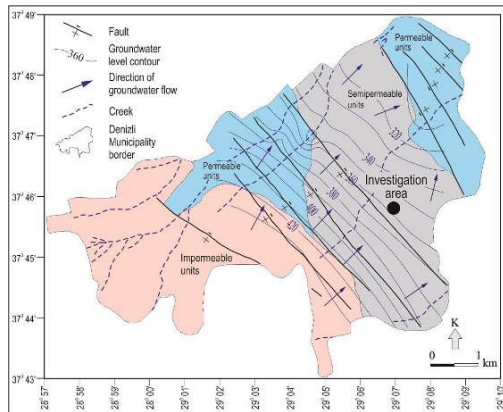 37°49'
37°48'
37°47'
37°46'
37°45'
37°44'
37°43'
Fault
360
Groundwater
level contour
Direction of
groundwater flow
Creek
Denizli
Municipality
border
Permeable
units
Semipermeable
units
Permeable
units
320
340
360
380
400
420
Investigation
area
Impermeable
units
K
0 1
km
28°57'
28°58'
28°59'
29°00'
29°01'
29°02'
29°03'
29°04'
29°05'
29°06'
29°07'
29°08'
29°09'
29°10'